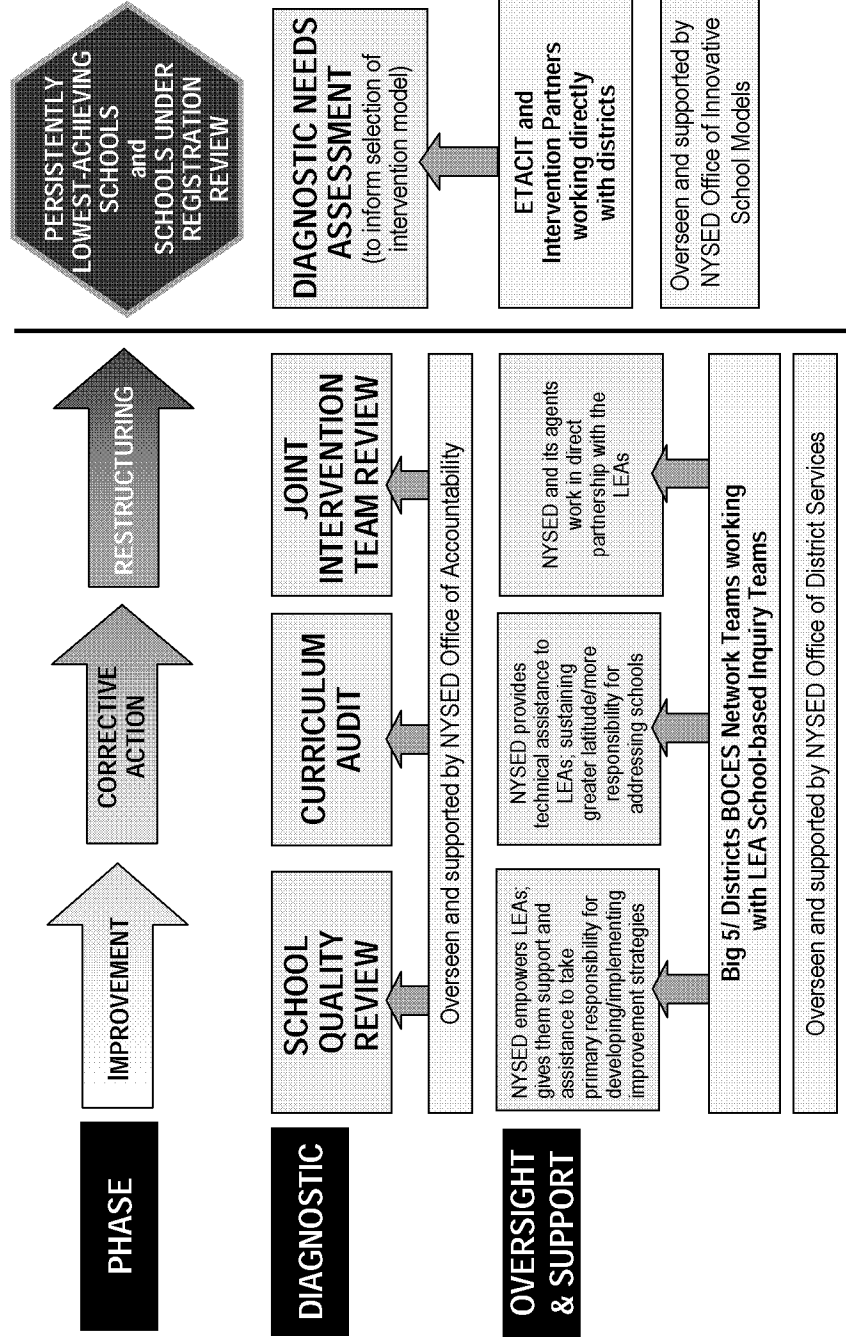 PHASE
IMPROVEMENT
CORRECTIVE
ACTION
RESTRUCTURING
PERSISTENTLY
LOWEST-ACHIEVING
SCHOOLS
and
SCHOOLS UNDER
REGISTRATION
REVIEW
DIAGNOSTIC
SCHOOL
QUALITY
REVIEW
CURRICULUM
AUDIT
JOINT
INTERVENTION
TEAM REVIEW
DIAGNOSTIC NEEDS
ASSESSMENT
(to inform selection of
intervention model)
Overseen and supported by NYSED Office of Accountability
OVERSIGHT
& SUPPORT
NYSED empowers LEAs;
gives them support and
assistance to take
primary responsibility for
developing/implementing
improvement strategies
NYSED provides
technical assistance to
LEAs; sustaining
greater latitude/more
responsibility for
addressing schools
NYSED and its agents
work in direct
partnership with the
LEAs
ETACIT and
Intervention Partners
working directly
with districts
Big 5/ Districts BOCES Network Teams working
with LEA School-based Inquiry Teams
Overseen and supported by NYSED Office of District Services
Overseen and supported by
NYSED Office of Innovative
School Models